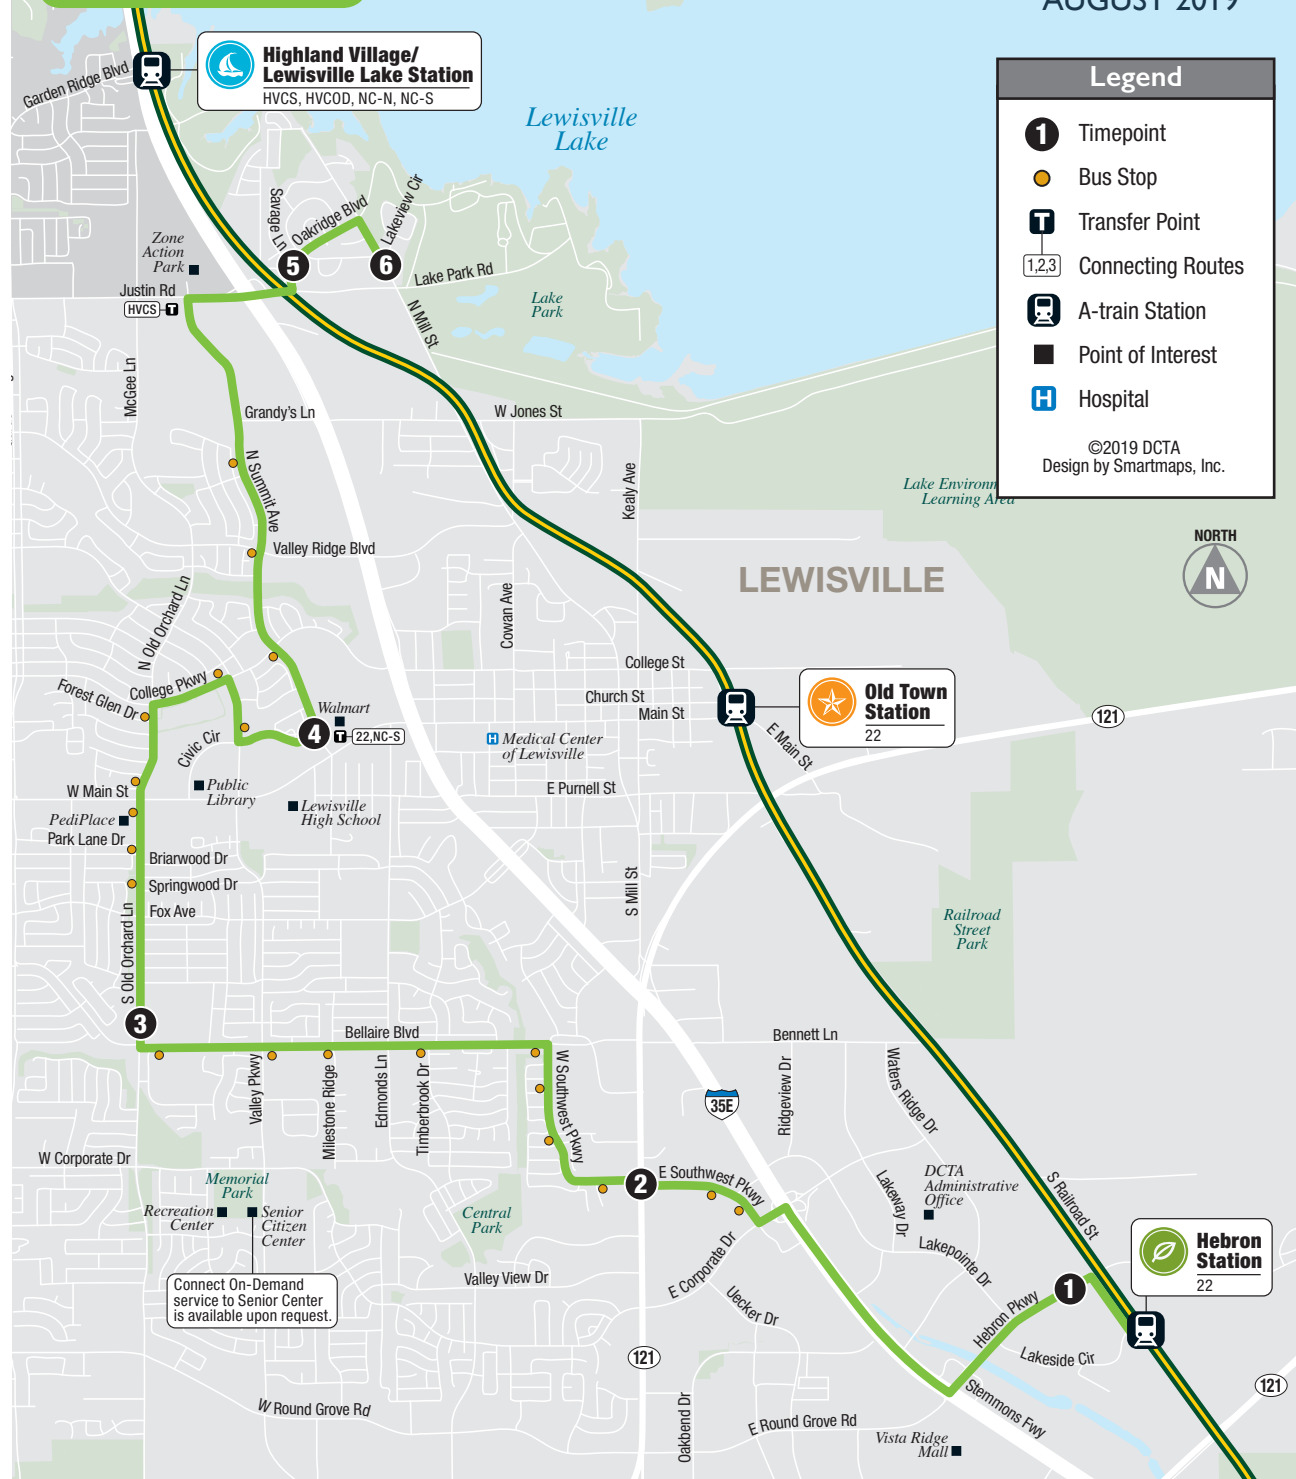 AUGUST 2019
Highland Village/
Lewisville Lake Station
HVCS, HVCOD, NC-N, NC-S
Garden Ridge Blvd
Lewisville
Lake
Legend
1 Timepoint
Bus Stop
T Transfer Point
1,2,3 Connecting Routes
A-train Station
Point of Interest
H Hospital
©2019 DCTA
Design by Smartmaps, Inc.
Savage Ln
Oakridge Blvd
Lakeview Cir
Zone
Action
Park
5
6
Lake Park Rd
Justin Rd
HVCS T
N Mill St
Lake
Park
McGee Ln
Grandy's Ln
W Jones St
N Summit Ave
Kealy Ave
Lake Environm
Learning Area
Valley Ridge Blvd
NORTH
N
LEWISVILLE
N Old Orchard Ln
Cowan Ave
College St
Forest Glen Dr
College Pkwy
Church St
Main St
Walmart
4
T 22,NC-S
Old Town
Station
22
121
Civic Cir
H Medical Center
of Lewisville
E Main St
W Main St
Public
Library
E Purnell St
PediPlace
Lewisville
High School
Park Lane Dr
Briarwood Dr
Springwood Dr
Fox Ave
S Mill St
S Old Orchard Ln
Railroad
Street
Park
3
Bellaire Blvd
Bennett Ln
Valley Pkwy
Milestone Ridge
Edmonds Ln
Timberbrook Dr
W Southwest Pkwy
35E
Ridgeview Dr
Waters Ridge Dr
W Corporate Dr
Memorial
Park
2
E Southwest Pkwy
DCTA
Administrative
Office
Lakeway Dr
S Railroad St
Recreation
Center
Senior
Citizen
Center
Central
Park
E Corporate Dr
Lakepointe Dr
Hebron
Station
22
Connect On-Demand
service to Senior Center
is available upon request.
Valley View Dr
Uecker Dr
1
Hebron Pkwy
121
Lakeside Cir
121
Stemmons Fwy
W Round Grove Rd
Oakbend Dr
E Round Grove Rd
Vista Ridge
Mall